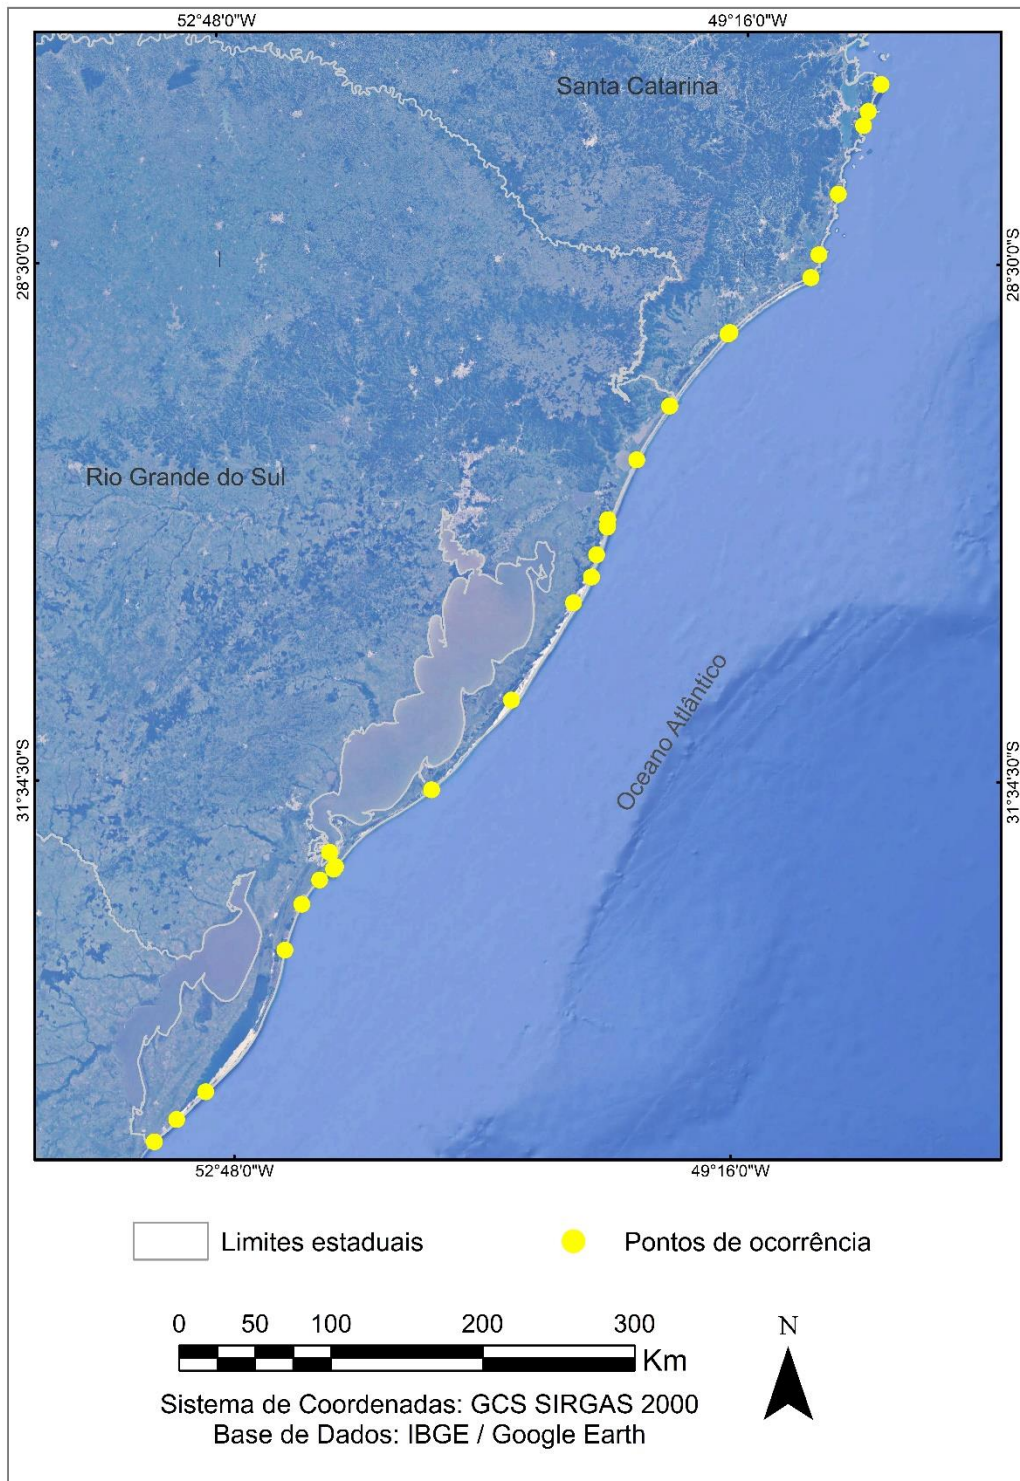 52°48'0"W
49°16'0"W
Santa Catarina
28°30'0"S
28°30'0"S
Rio Grande do Sul
Oceano Atlântico
31°34'30"S
31°34'30"S
52°48'0"W
49°16'0"W
Limites estaduais
Pontos de ocorrência
0 50 100 200 300
Km
N
Sistema de Coordenadas: GCS SIRGAS 2000
Base de Dados: IBGE / Google Earth